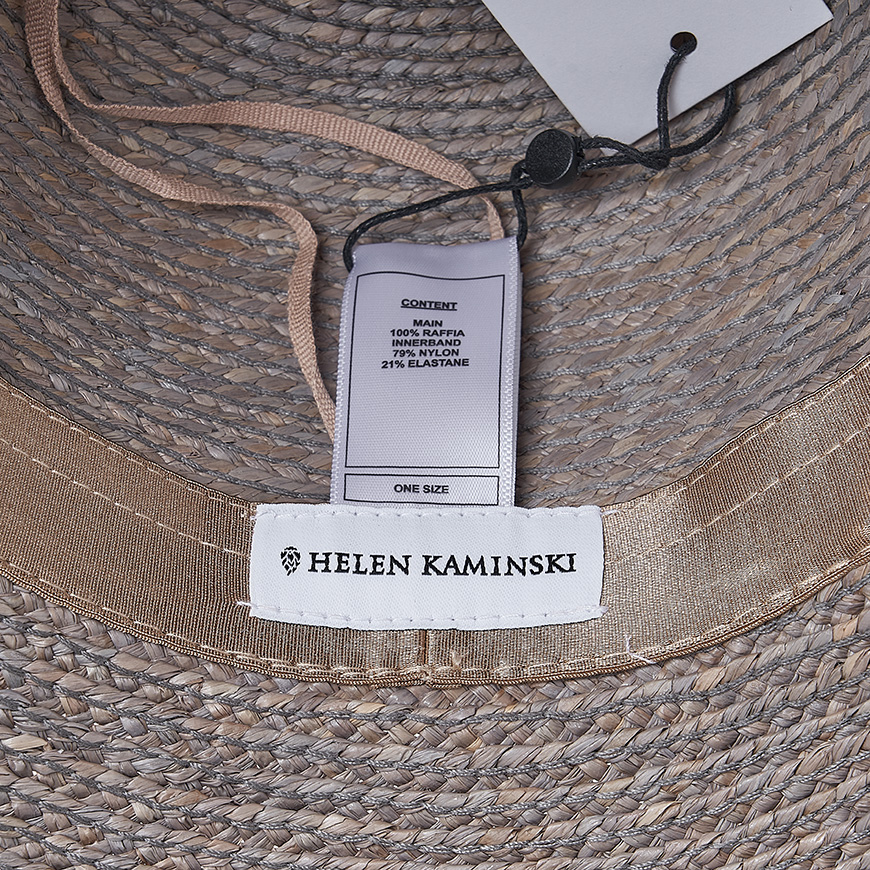 CONTENT
MAIN
100% RAFFIA
INNERBAND
79% NYLON
21% ELASTANE
ONE SIZE
HELEN KAMINSKI